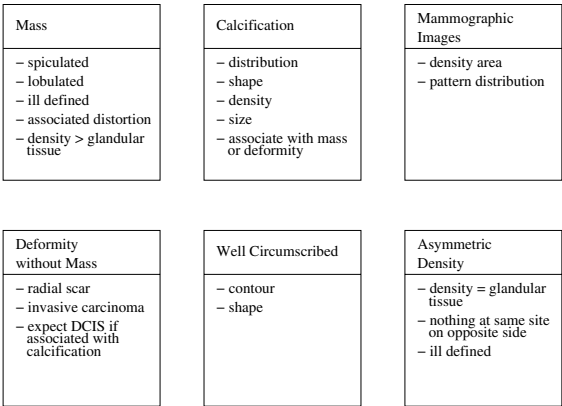 Mass
− spiculated
− lobulated
− ill defined
− associated distortion
− density > glandular
tissue
Calcification
− distribution
− shape
− density
− size
− associate with mass
or deformity
Mammographic
Images
− density area
− pattern distribution
Deformity
without Mass
− radial scar
− invasive carcinoma
− expect DCIS if
associated with
calcification
Well Circumscribed
− contour
− shape
Asymmetric
Density
− density = glandular
tissue
− nothing at same site
on opposite side
− ill defined